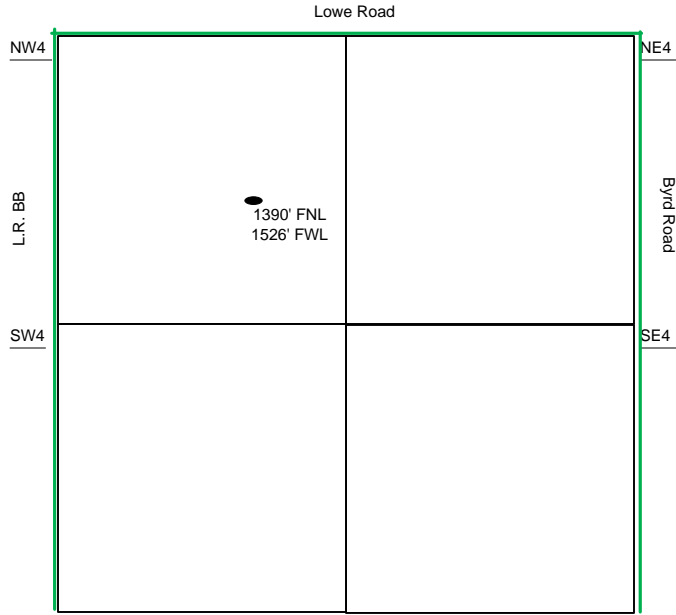 Lowe Road
NW4
NE4
L.R. BB
Byrd Road
1390' FNL
1526' FWL
SW4
SE4